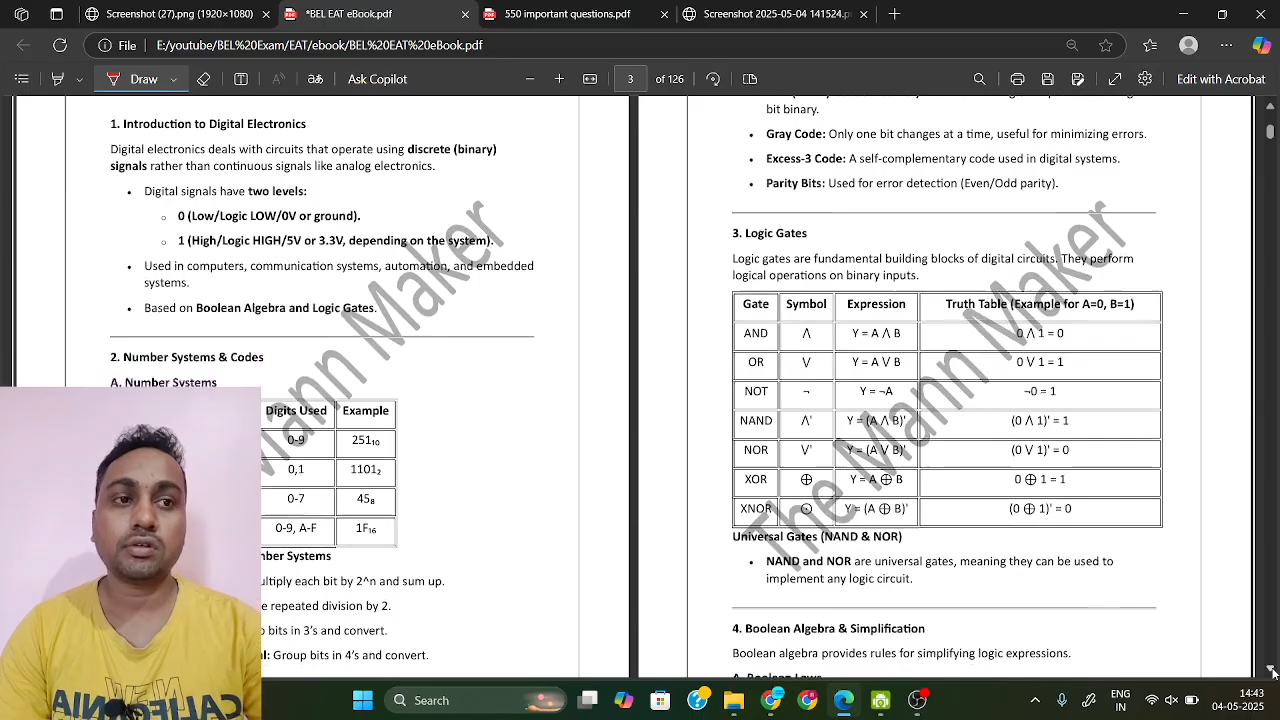 Screenshot (27).png (1920×1080)
*BEL EAT eBook.pdf
550 important questions.pdf
Screenshot 2025-05-04 141524.p
File
E:/youtube/BEL%20Exam/EAT/ebook/BEL%20EAT%20eBook.pdf
Draw
Ask Copilot
3
of 126
Edit with Acrobat
1. Introduction to Digital Electronics
Digital electronics deals with circuits that operate using discrete (binary)
signals rather than continuous signals like analog electronics.
• Digital signals have two levels:
○ 0 (Low/Logic LOW/0V or ground).
○ 1 (High/Logic HIGH/5V or 3.3V, depending on the system).
• Used in computers, communication systems, automation, and embedded
systems.
• Based on Boolean Algebra and Logic Gates.
2. Number Systems & Codes
A. Number Systems
Digits Used Example
0-9 251₁₀
0,1 1101₂
0-7 45₈
0-9, A-F 1F₁₆
Systems
each bit by 2^n and sum up.
repeated division by 2.
bits in 3's and convert.
Group bits in 4's and convert.
bit binary.
• Gray Code: Only one bit changes at a time, useful for minimizing errors.
• Excess-3 Code: A self-complementary code used in digital systems.
• Parity Bits: Used for error detection (Even/Odd parity).
3. Logic Gates
Logic gates are fundamental building blocks of digital circuits. They perform
logical operations on binary inputs.
Gate Symbol Expression Truth Table (Example for A=0, B=1)
AND ⋀ Y = A ⋀ B 0 ⋀ 1 = 0
OR ⋁ Y = A ⋁ B 0 ⋁ 1 = 1
NOT ¬ Y = ¬A ¬0 = 1
NAND ⋀' Y = (A ⋀ B)' (0 ⋀ 1)' = 1
NOR ⋁' Y = (A ⋁ B)' (0 ⋁ 1)' = 0
XOR ⊕ Y = A ⊕ B 0 ⊕ 1 = 1
XNOR ⊙ Y = (A ⊕ B)' (0 ⊕ 1)' = 0
Universal Gates (NAND & NOR)
• NAND and NOR are universal gates, meaning they can be used to
implement any logic circuit.
4. Boolean Algebra & Simplification
Boolean algebra provides rules for simplifying logic expressions.
Mann Maker
The Mann Maker
NEW
CALIFORNIA
Search
ENG
IN
14:43
04-05-2025